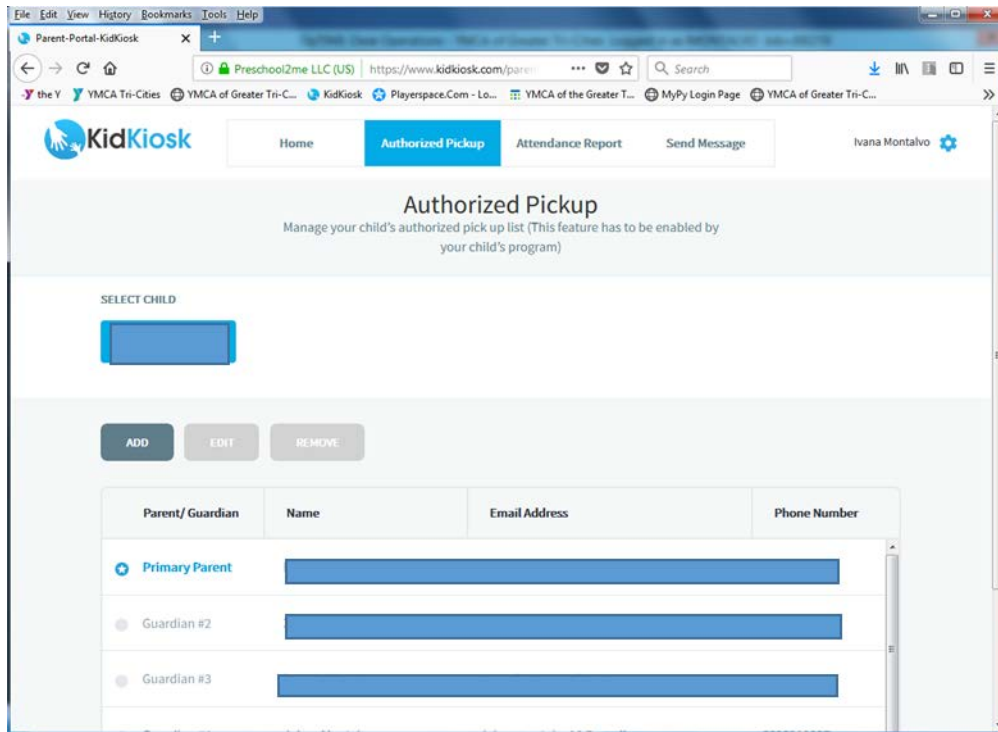 File Edit View History Bookmarks Tools Help
Parent-Portal-KidKiosk
Preschool2me LLC (US) https://www.kidkiosk.com/paren Search
the Y YMCA Tri-Cities YMCA of Greater Tri-C... KidKiosk Playerspace.Com - Lo... YMCA of the Greater T... MyPy Login Page YMCA of Greater Tri-C...
KidKiosk Home Authorized Pickup Attendance Report Send Message Ivana Montalvo
Authorized Pickup
Manage your child's authorized pick up list (This feature has to be enabled by
your child's program)
SELECT CHILD
ADD EDIT REMOVE
Parent/ Guardian Name Email Address Phone Number
Primary Parent
Guardian #2
Guardian #3